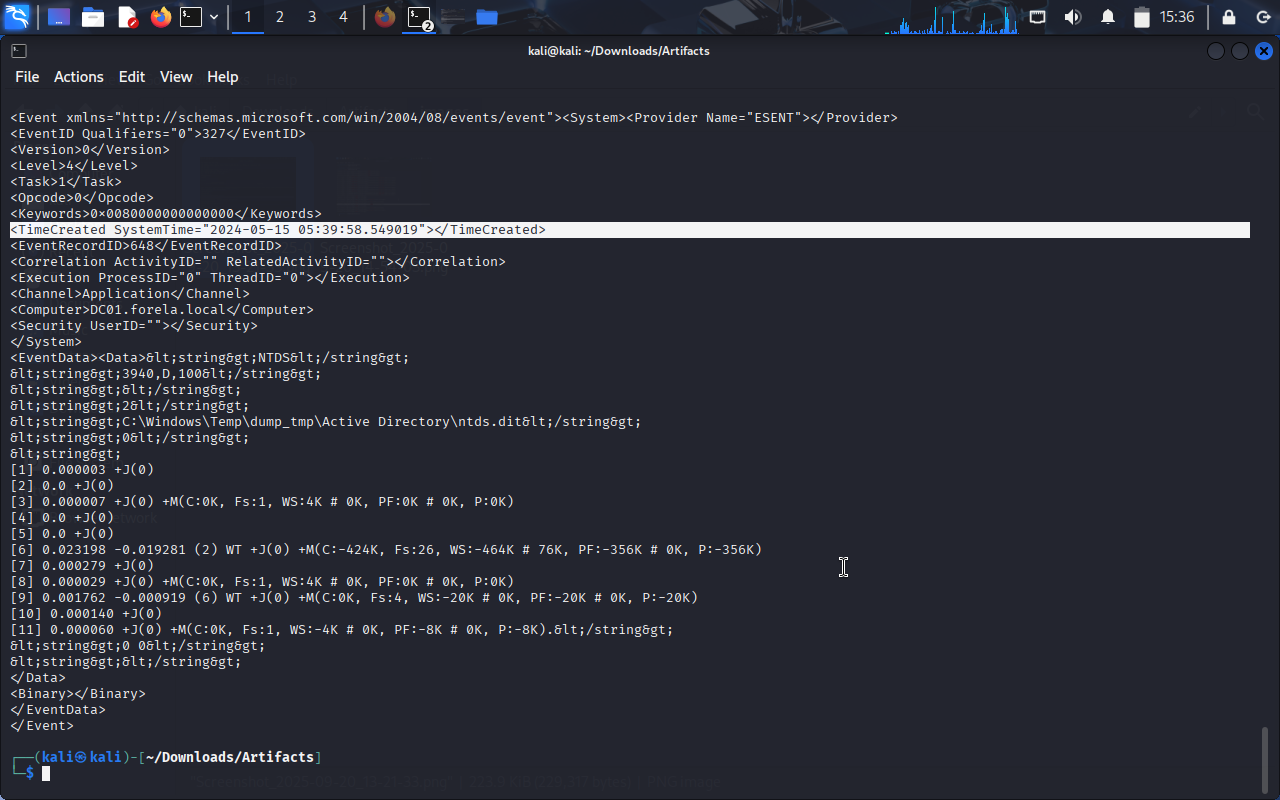 1 2 3 4 2 15:36
kali@kali: ~/Downloads/Artifacts
File Actions Edit View Help
<Event xmlns="http://schemas.microsoft.com/win/2004/08/events/event"><System><Provider Name="ESENT"></Provider>
<EventID Qualifiers="0">327</EventID>
<Version>0</Version>
<Level>4</Level>
<Task>1</Task>
<Opcode>0</Opcode>
<Keywords>0x0080000000000000</Keywords>
<TimeCreated SystemTime="2024-05-15 05:39:58.549019"></TimeCreated>
<EventRecordID>648</EventRecordID>
<Correlation ActivityID="" RelatedActivityID=""></Correlation>
<Execution ProcessID="0" ThreadID="0"></Execution>
<Channel>Application</Channel>
<Computer>DC01.forela.local</Computer>
<Security UserID=""></Security>
</System>
<EventData><Data>&lt;string&gt;NTDS&lt;/string&gt;
&lt;string&gt;3940,D,100&lt;/string&gt;
&lt;string&gt;&lt;/string&gt;
&lt;string&gt;2&lt;/string&gt;
&lt;string&gt;C:\Windows\Temp\dump_tmp\Active Directory\ntds.dit&lt;/string&gt;
&lt;string&gt;0&lt;/string&gt;
&lt;string&gt;
[1] 0.000003 +J(0)
[2] 0.0 +J(0)
[3] 0.000007 +J(0) +M(C:0K, Fs:1, WS:4K # 0K, PF:0K # 0K, P:0K)
[4] 0.0 +J(0)
[5] 0.0 +J(0)
[6] 0.023198 -0.019281 (2) WT +J(0) +M(C:-424K, Fs:26, WS:-464K # 76K, PF:-356K # 0K, P:-356K)
[7] 0.000279 +J(0)
[8] 0.000029 +J(0) +M(C:0K, Fs:1, WS:4K # 0K, PF:0K # 0K, P:0K)
[9] 0.001762 -0.000919 (6) WT +J(0) +M(C:0K, Fs:4, WS:-20K # 0K, PF:-20K # 0K, P:-20K)
[10] 0.000140 +J(0)
[11] 0.000060 +J(0) +M(C:0K, Fs:1, WS:-4K # 0K, PF:-8K # 0K, P:-8K).&lt;/string&gt;
&lt;string&gt;0 0&lt;/string&gt;
&lt;string&gt;&lt;/string&gt;
</Data>
<Binary></Binary>
</EventData>
</Event>
(kali㉿kali)-[~/Downloads/Artifacts]
$